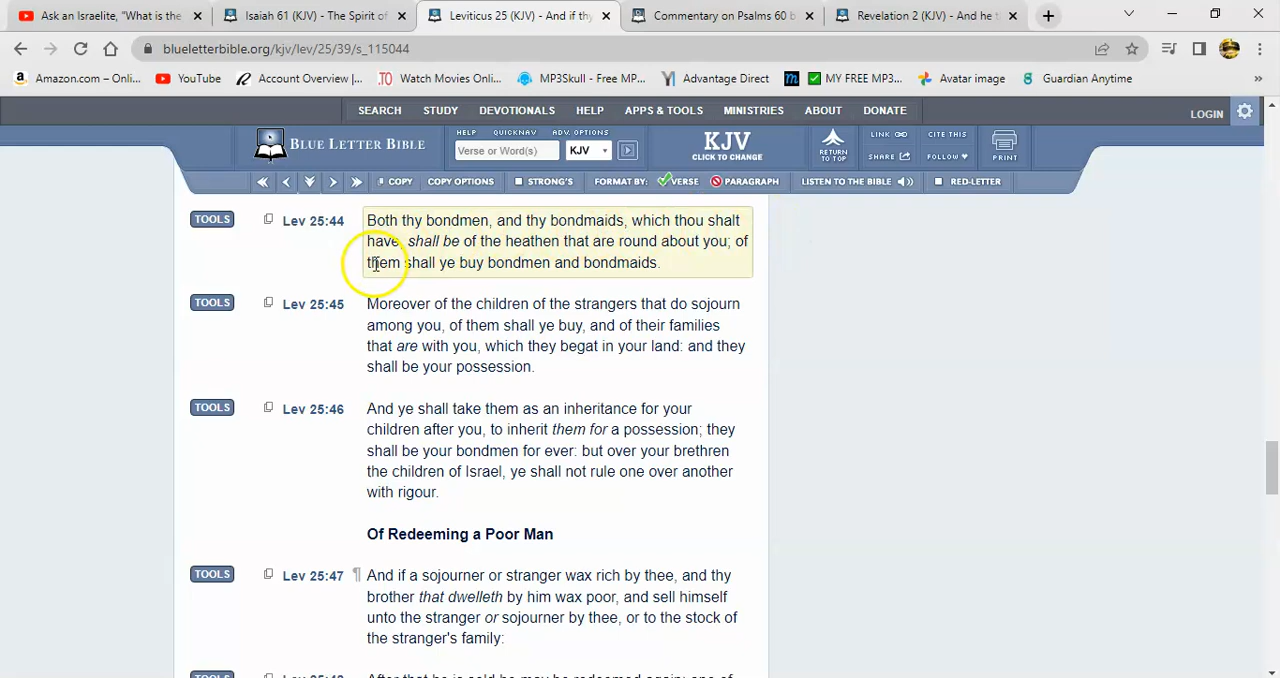 Ask an Israelite, "What is the
Isaiah 61 (KJV) - The Spirit of
Leviticus 25 (KJV) - And if thy
Commentary on Psalms 60 b
Revelation 2 (KJV) - And he t
blueletterbible.org/kjv/lev/25/39/s_115044
Amazon.com – Onli...
YouTube
Account Overview |...
Watch Movies Onli...
MP3Skull - Free MP...
Advantage Direct
MY FREE MP3...
Avatar image
Guardian Anytime
SEARCH STUDY DEVOTIONALS HELP APPS & TOOLS MINISTRIES ABOUT DONATE
LOGIN
BLUE LETTER BIBLE
HELP QUICKNAV ADV. OPTIONS
Verse or Word(s)
KJV
KJV
CLICK TO CHANGE
RETURN
TO TOP
LINK
SHARE
CITE THIS
FOLLOW
PRINT
COPY COPY OPTIONS STRONG'S FORMAT BY: VERSE PARAGRAPH LISTEN TO THE BIBLE RED-LETTER
TOOLS Lev 25:44 Both thy bondmen, and thy bondmaids, which thou shalt
have, shall be of the heathen that are round about you; of
them shall ye buy bondmen and bondmaids.
TOOLS Lev 25:45 Moreover of the children of the strangers that do sojourn
among you, of them shall ye buy, and of their families
that are with you, which they begat in your land: and they
shall be your possession.
TOOLS Lev 25:46 And ye shall take them as an inheritance for your
children after you, to inherit them for a possession; they
shall be your bondmen for ever: but over your brethren
the children of Israel, ye shall not rule one over another
with rigour.
Of Redeeming a Poor Man
TOOLS Lev 25:47 ¶ And if a sojourner or stranger wax rich by thee, and thy
brother that dwelleth by him wax poor, and sell himself
unto the stranger or sojourner by thee, or to the stock of
the stranger's family:
After that he is sold he may be redeemed again; one of